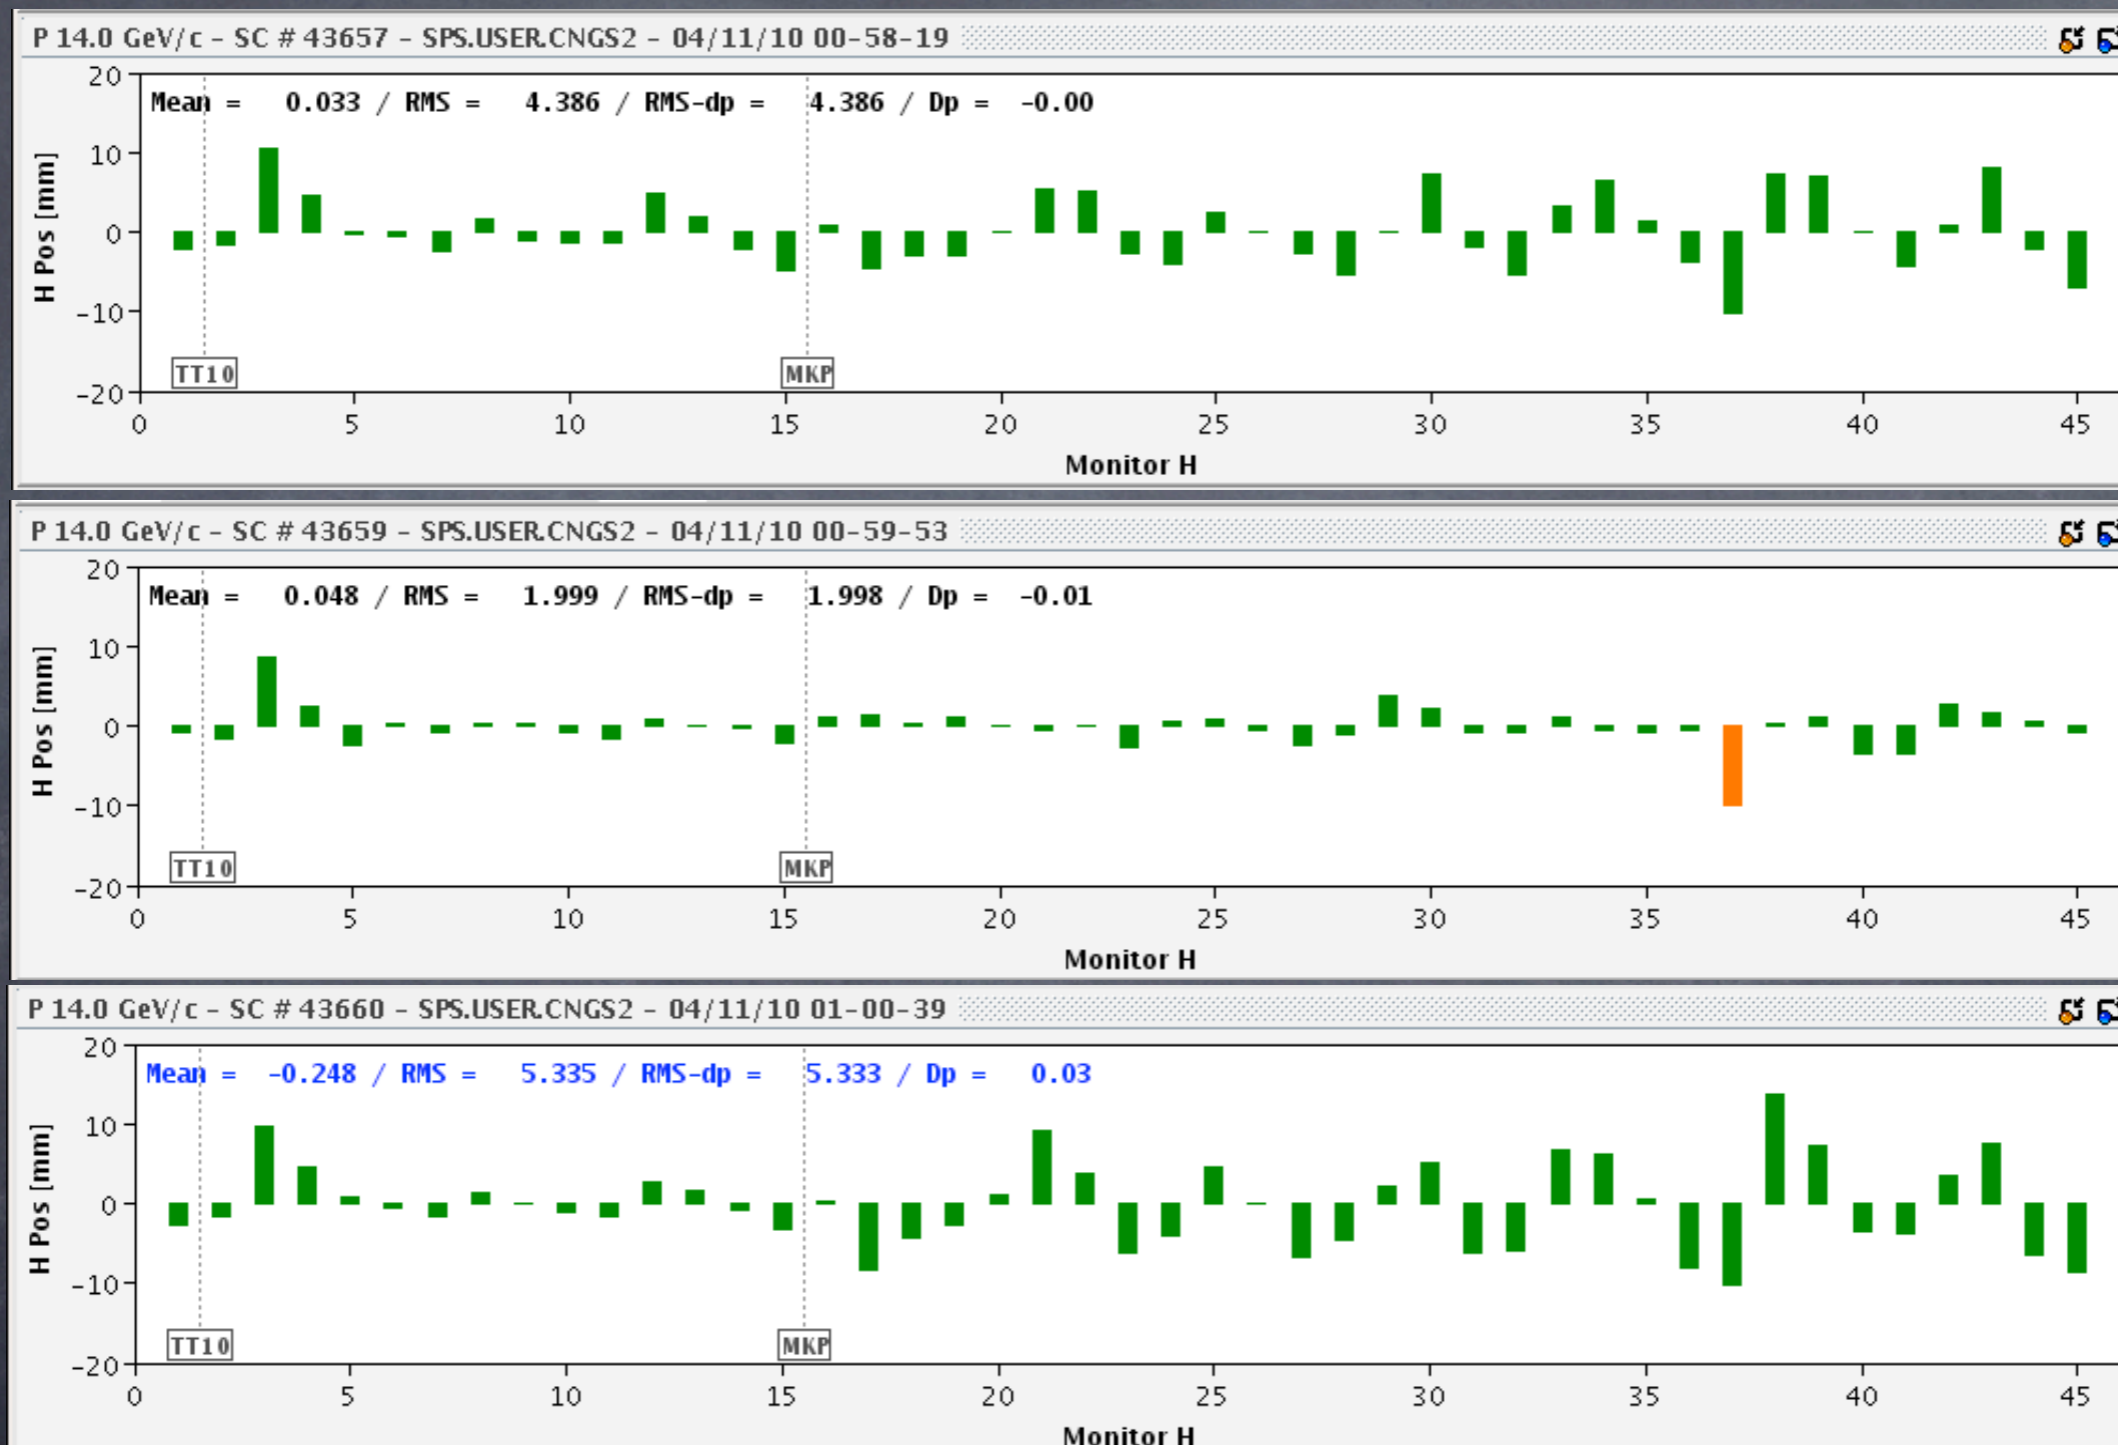 P 14.0 GeV/c - SC # 43657 - SPS.USER.CNGS2 - 04/11/10 00-58-19
20
Mean = 0.033 / RMS = 4.386 / RMS-dp = 4.386 / Dp = -0.00
10
H Pos [mm]
0
-10
TT10
MKP
-20
0 5 10 15 20 25 30 35 40 45
Monitor H
P 14.0 GeV/c - SC # 43659 - SPS.USER.CNGS2 - 04/11/10 00-59-53
20
Mean = 0.048 / RMS = 1.999 / RMS-dp = 1.998 / Dp = -0.01
10
H Pos [mm]
0
-10
TT10
MKP
-20
0 5 10 15 20 25 30 35 40 45
Monitor H
P 14.0 GeV/c - SC # 43660 - SPS.USER.CNGS2 - 04/11/10 01-00-39
20
Mean = -0.248 / RMS = 5.335 / RMS-dp = 5.333 / Dp = 0.03
10
H Pos [mm]
0
-10
TT10
MKP
-20
0 5 10 15 20 25 30 35 40 45
Monitor H